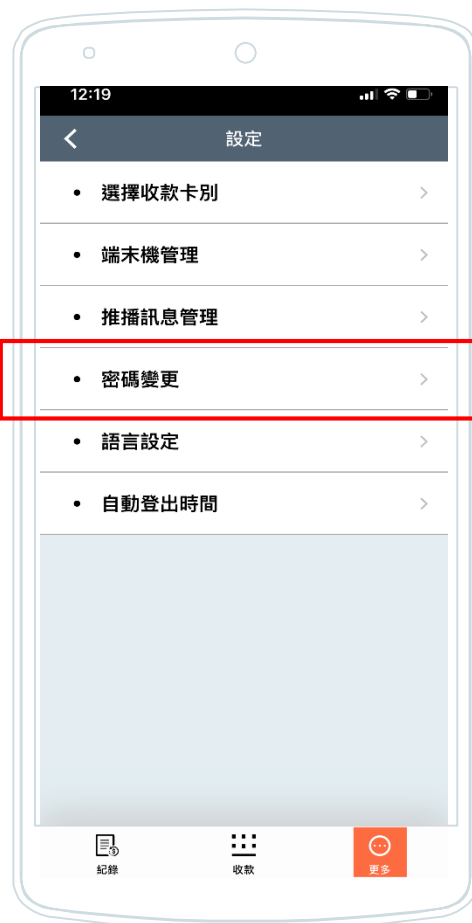 12:19
設定
• 選擇收款卡別
• 端末機管理
• 推播訊息管理
• 密碼變更
• 語言設定
• 自動登出時間
紀錄 收款 更多